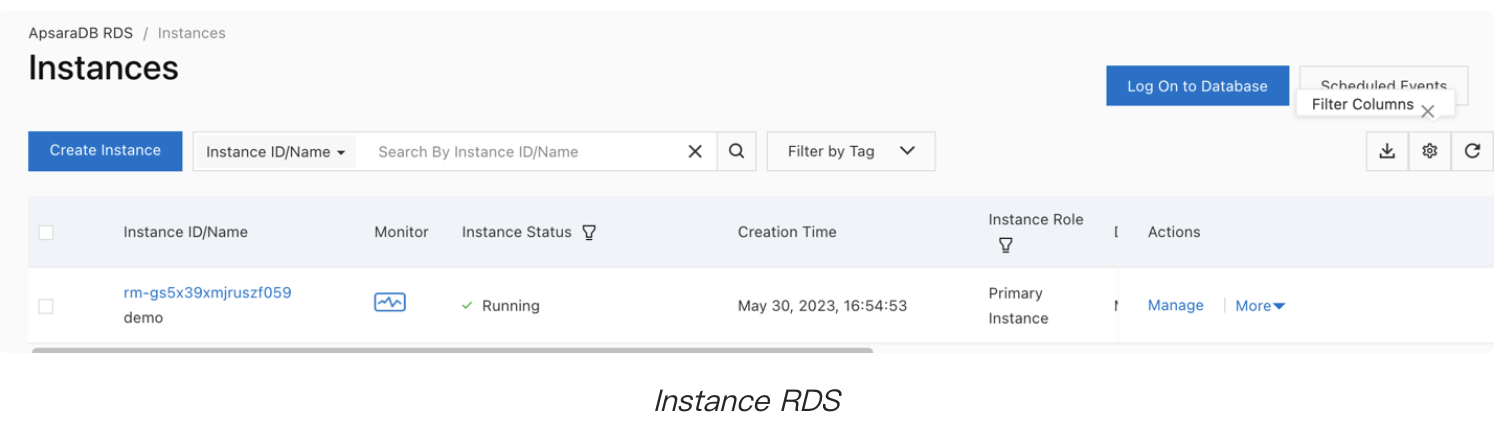 ApsaraDB RDS / Instances
Instances
Log On to Database
Scheduled Events
Filter Columns
Create Instance
Instance ID/Name
Search By Instance ID/Name
Filter by Tag
Instance ID/Name Monitor Instance Status Creation Time Instance Role Actions
rm-gs5x39xmjruszf059
demo
Running
May 30, 2023, 16:54:53
Primary
Instance
Manage | More
Instance RDS